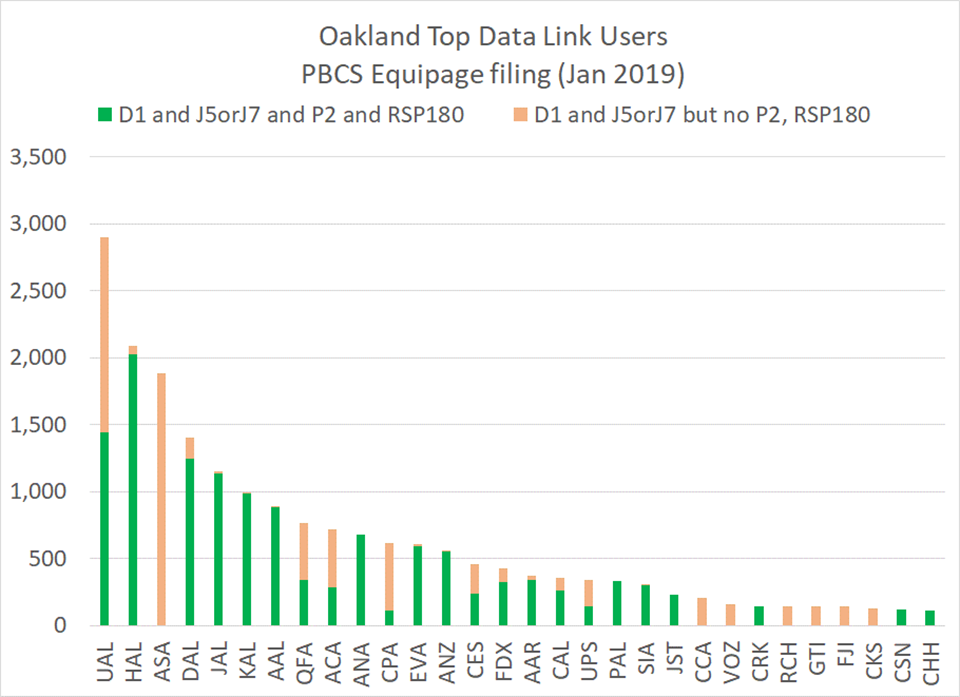 Oakland Top Data Link Users
PBCS Equipage filing (Jan 2019)
D1 and J5orJ7 and P2 and RSP180 D1 and J5orJ7 but no P2, RSP180
3,500
3,000
2,500
2,000
1,500
1,000
500
0
UAL
HAL
ASA
DAL
JAL
KAL
AAL
QFA
ACA
ANA
CPA
EVA
ANZ
CES
FDX
AAR
CAL
UPS
PAL
SIA
JST
CCA
VOZ
CRK
RCH
GTI
FJI
CKS
CSN
CHH